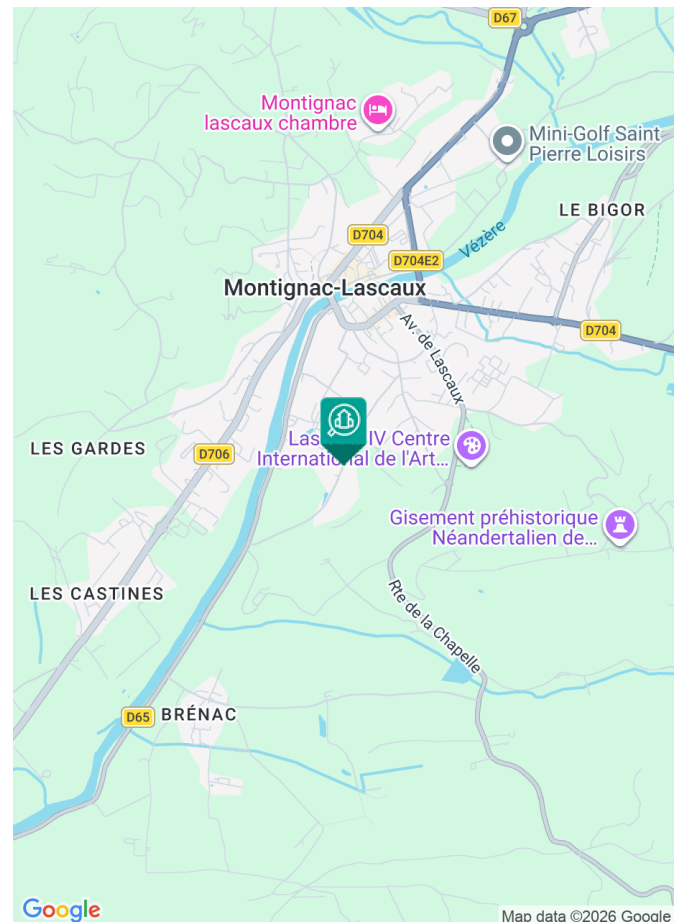 D67
Montignac
lascaux chambre
Mini-Golf Saint
Pierre Loisirs
LE BIGOR
D704
Vézère
D704E2
Montignac-Lascaux
Av. de Lascaux
D704
LES GARDES
D706
IV Centre
International de l'Art...
Gisement préhistorique
Néandertalien de...
LES CASTINES
Rte de la Chapelle
D65
BRÉNAC
Google
Map data ©2026 Google